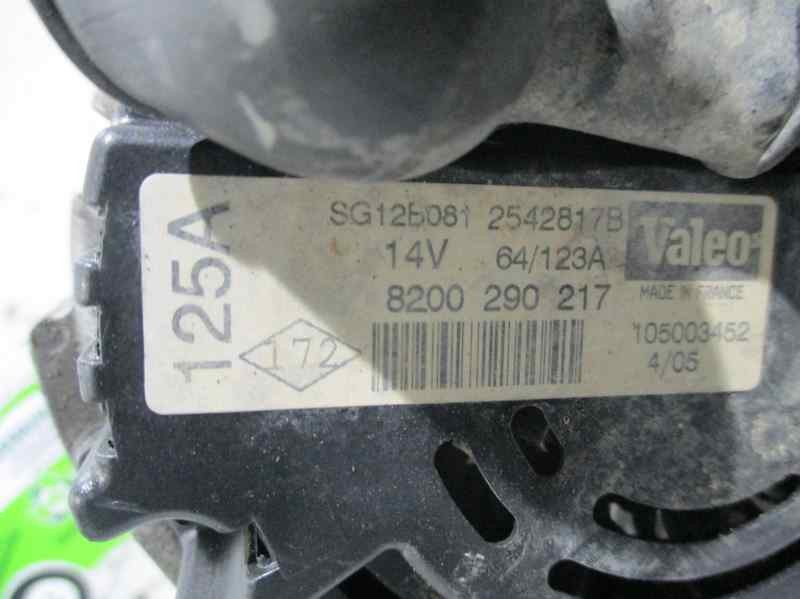 125A
SG12B081 2542817B
Valeo
14V 64/123A
MADE IN FRANCE
8200 290 217
172
105003452
4/05